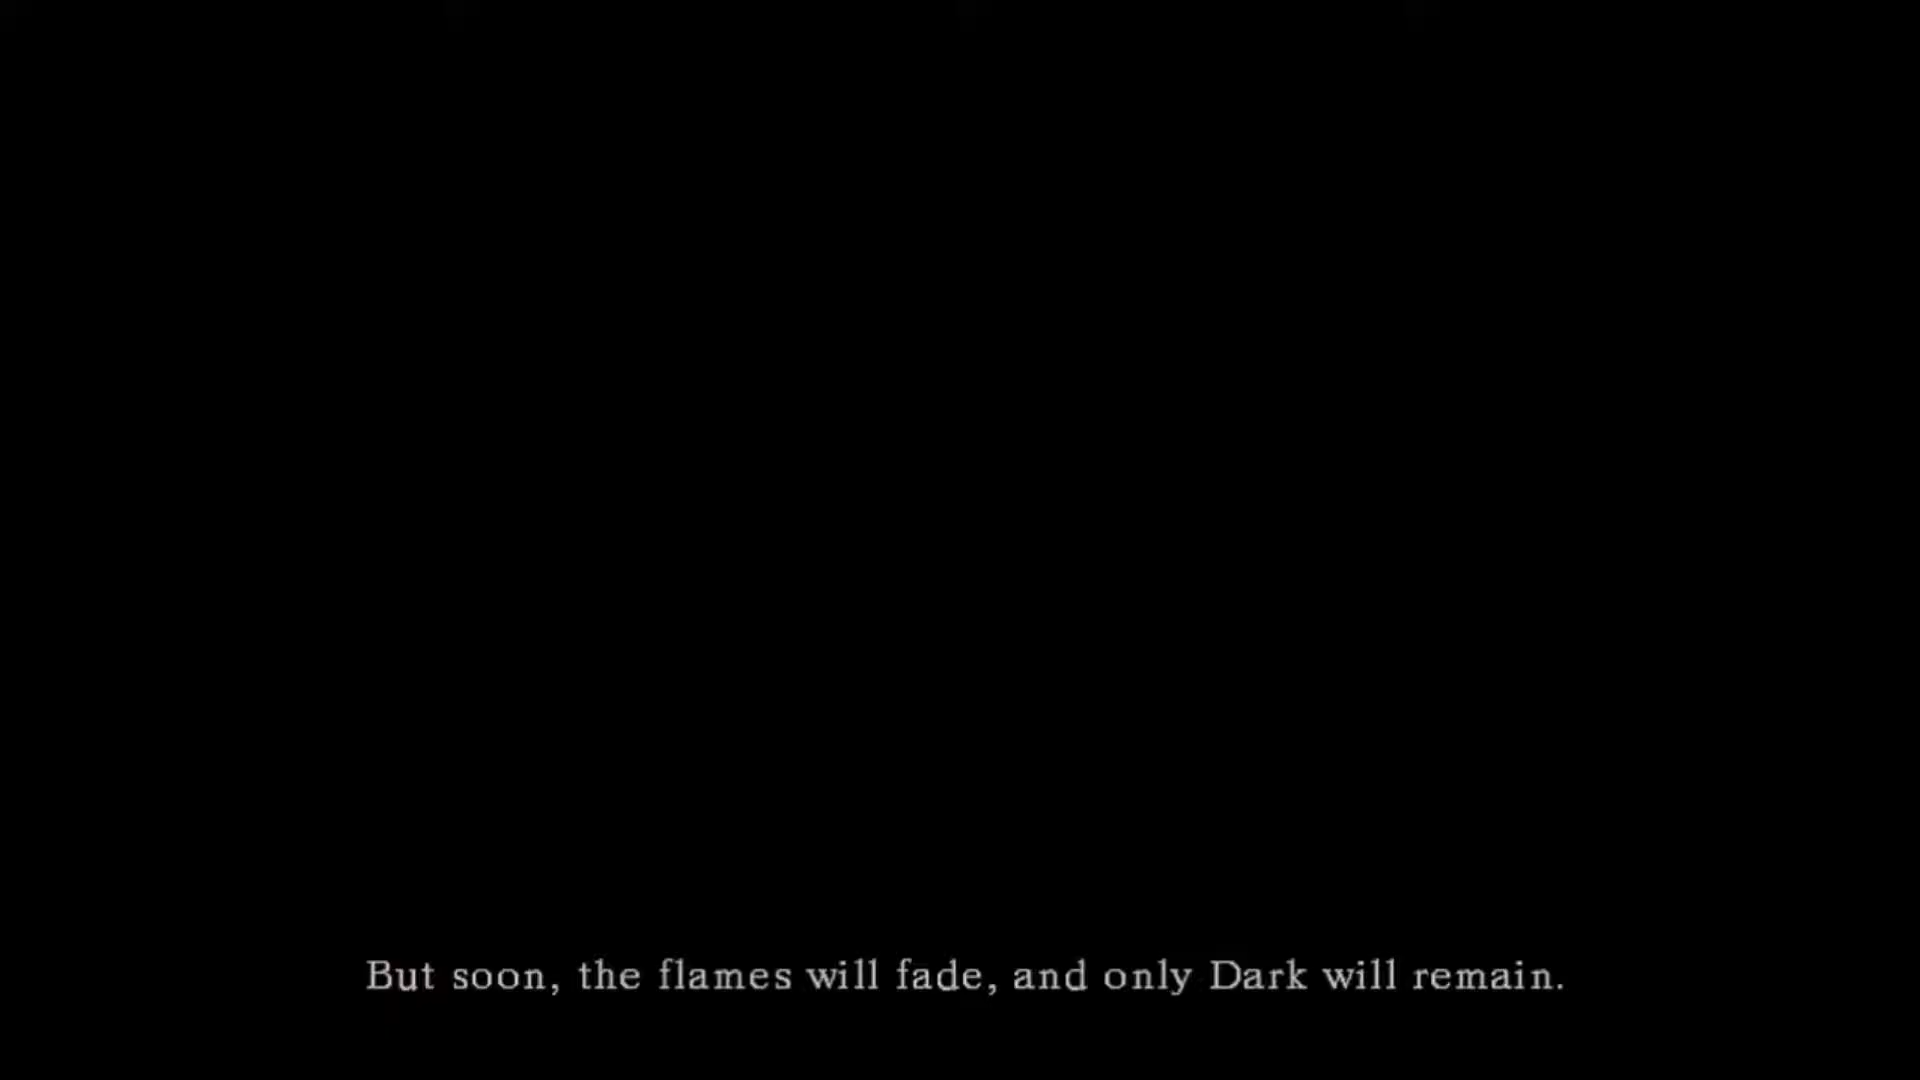 But soon, the flames will fade, and only Dark will remain.